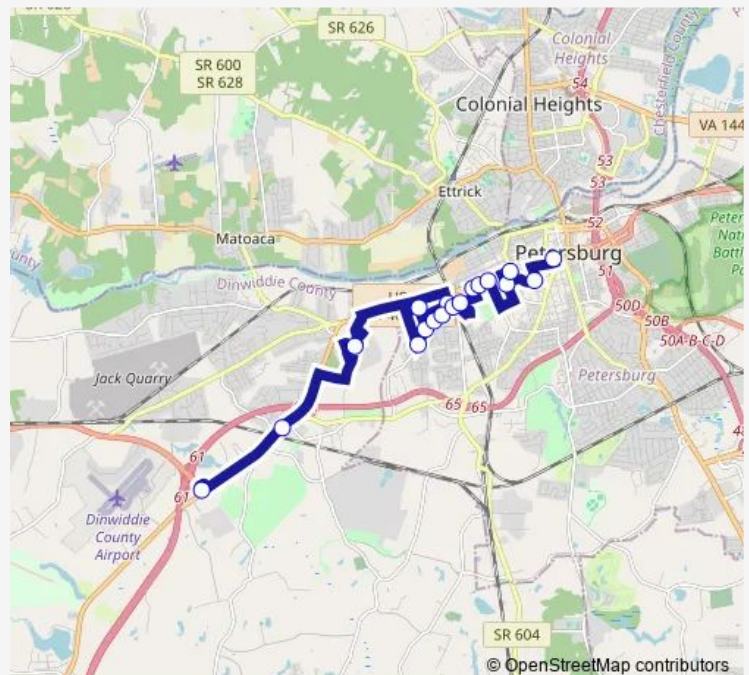 SR 626
SR 600
SR 628
Colonial
Heights
Chesterfield County
54
Colonial Heights
VA 144
53
53
Ettrick
52
Matoaca
Petersburg
51
Dinwiddie County
50D
50B
50A-B-C-D
Jack Quarry
Petersburg
65
65
61
61
Dinwiddie
County
Airport
SR 604
© OpenStreetMap contributors